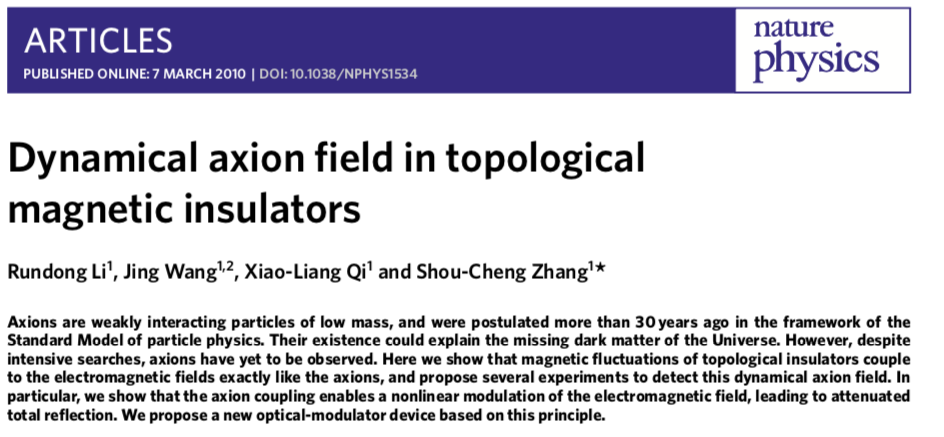 ARTICLES
PUBLISHED ONLINE: 7 MARCH 2010 | DOI: 10.1038/NPHYS1534
nature
physics
Dynamical axion field in topological
magnetic insulators
Rundong Li¹, Jing Wang¹,², Xiao-Liang Qi¹ and Shou-Cheng Zhang¹★
Axions are weakly interacting particles of low mass, and were postulated more than 30 years ago in the framework of the
Standard Model of particle physics. Their existence could explain the missing dark matter of the Universe. However, despite
intensive searches, axions have yet to be observed. Here we show that magnetic fluctuations of topological insulators couple
to the electromagnetic fields exactly like the axions, and propose several experiments to detect this dynamical axion field. In
particular, we show that the axion coupling enables a nonlinear modulation of the electromagnetic field, leading to attenuated
total reflection. We propose a new optical-modulator device based on this principle.